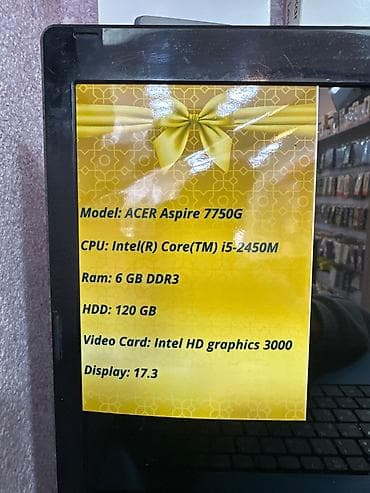 Model: ACER Aspire 7750G
CPU: Intel(R) Core(TM) i5-2450M
Ram: 6 GB DDR3
HDD: 120 GB
Video Card: Intel HD graphics 3000
Display: 17.3